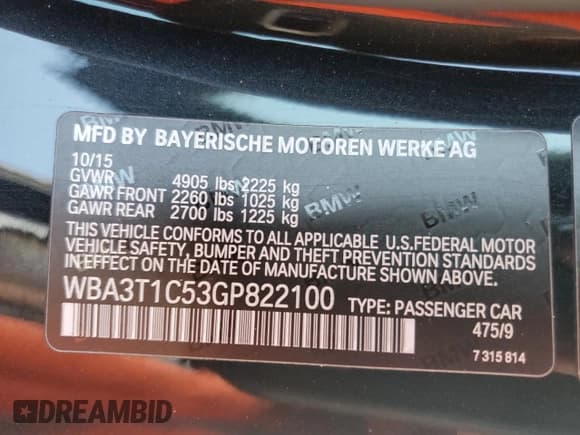 MFD BY BAYERISCHE MOTOREN WERKE AG
10/15
GVWR 4905 lbs 2225 kg
GAWR FRONT 2260 lbs 1025 kg
GAWR REAR 2700 lbs 1225 kg
THIS VEHICLE CONFORMS TO ALL APPLICABLE U.S.FEDERAL MOTOR
VEHICLE SAFETY, BUMPER AND THEFT PREVENTION STANDARDS
IN EFFECT ON THE DATE OF MANUFACTURE SHOWN ABOVE.
WBA3T1C53GP822100 TYPE: PASSENGER CAR
475/9
7 315 814
DREAMBID